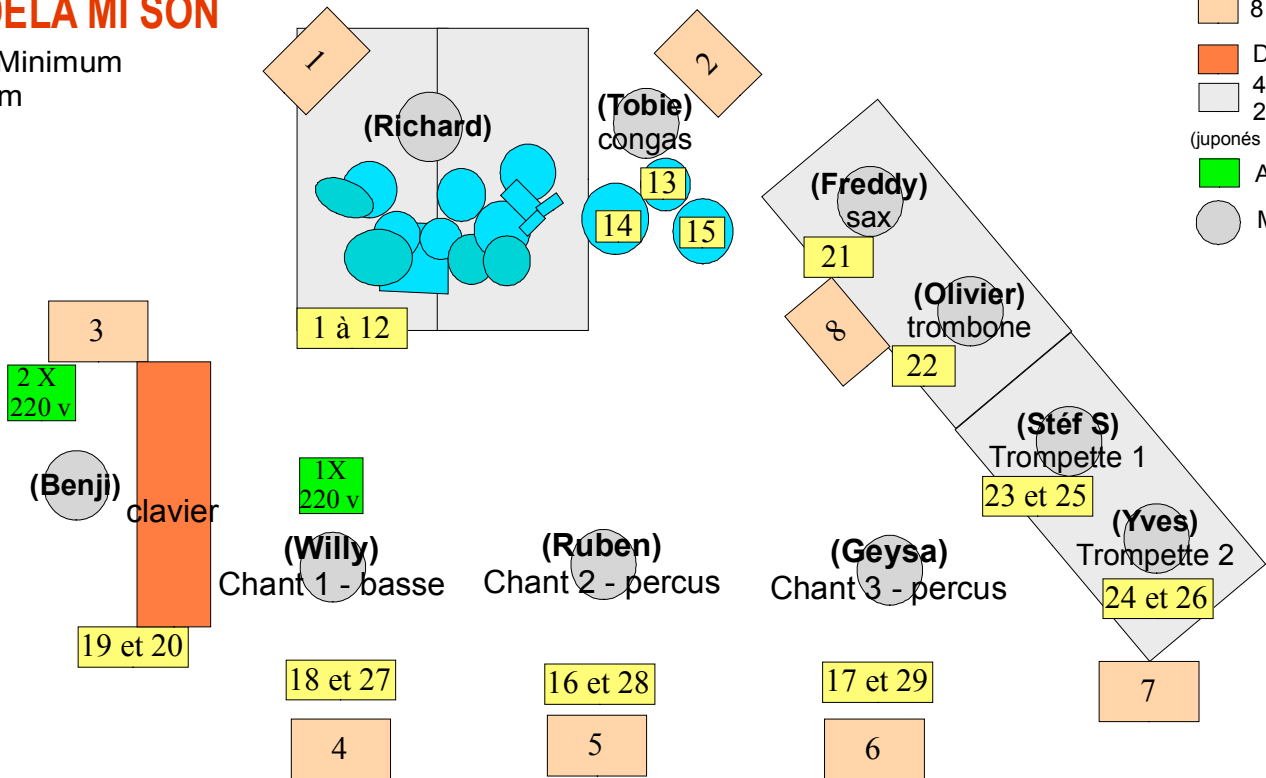 DELA MI SON
Minimum
m
8
D
4
2
(juponés
A
M
1
2
(Richard)
(Tobie)
congas
13
14
15
(Freddy)
sax
21
(Olivier)
trombone
8
22
1 à 12
3
2 X
220 v
(Benji)
clavier
19 et 20
1X
220 v
(Willy)
Chant 1 - basse
(Ruben)
Chant 2 - percus
(Geysa)
Chant 3 - percus
(Stéf S)
Trompette 1
23 et 25
(Yves)
Trompette 2
24 et 26
18 et 27
16 et 28
17 et 29
4
5
6
7